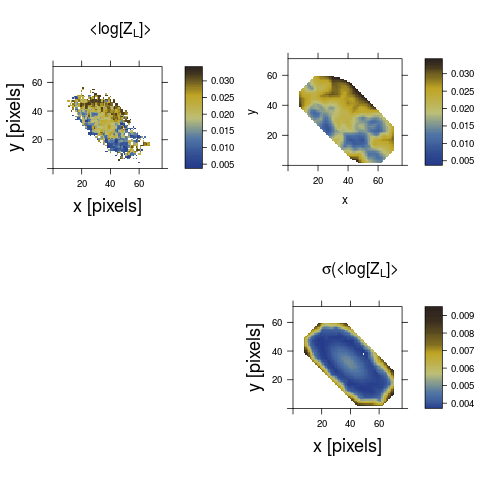 <log[Z_L]>
y [pixels]
60
40
20
20 40 60
x [pixels]
0.030
0.025
0.020
0.015
0.010
0.005
y
60
40
20
20 40 60
x
0.030
0.025
0.020
0.015
0.010
0.005
σ(<log[Z_L]>
y [pixels]
60
40
20
20 40 60
x [pixels]
0.009
0.008
0.007
0.006
0.005
0.004